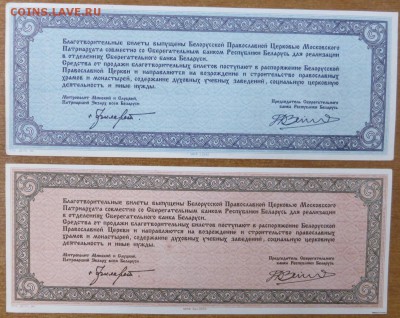 COINS.LAVE.RU
Благотворительные билеты выпущены Белорусской Православной Церковью Московского
Патриархата совместно со Сберегательным банком Республики Беларусь для реализации
в отделениях Сберегательного банка Беларуси.
Средства от продажи благотворительных билетов поступают в распоряжение Белорусской
Православной Церкви и направляются на возрождение и строительство православных
храмов и монастырей, содержание духовных учебных заведений, социальную церковную
деятельность и иные нужды.
Митрополит Минский и Слуцкий,
Патриарший Экзарх всея Беларуси
Председатель Сберегательного
банка Республики Беларусь
Благотворительные билеты выпущены Белорусской Православной Церковью Московского
Патриархата совместно со Сберегательным банком Республики Беларусь для реализации
в отделениях Сберегательного банка Беларуси.
Средства от продажи благотворительных билетов поступают в распоряжение Белорусской
Православной Церкви и направляются на возрождение и строительство православных
храмов и монастырей, содержание духовных учебных заведений, социальную церковную
деятельность и иные нужды.
Митрополит Минский и Слуцкий,
Патриарший Экзарх всея Беларуси
Председатель Сберегательного
банка Республики Беларусь